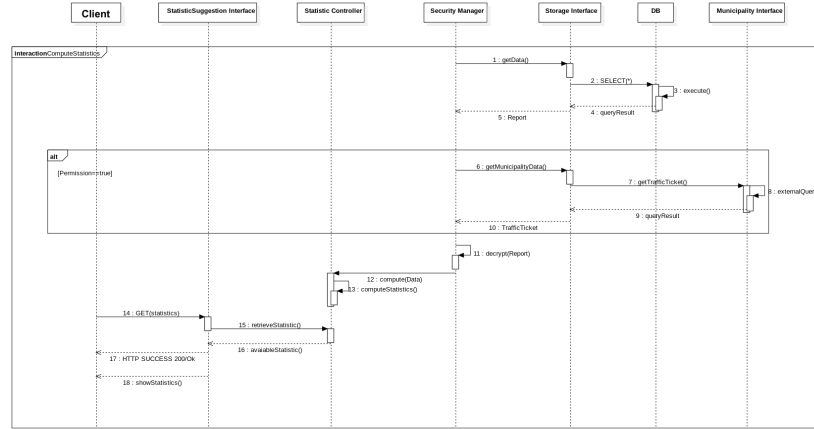 Client
StatisticSuggestion Interface
Statistic Controller
Security Manager
Storage Interface
DB
Municipality Interface
interactionComputeStatistics
1 : getData()
2 : SELECT(*)
3 : execute()
4 : queryResult
5 : Report
alt
[Permission==true]
6 : getMunicipalityData()
7 : getTrafficTicket()
8 : externalQuer
9 : queryResult
10 : TrafficTicket
11 : decrypt(Report)
12 : compute(Data)
13 : computeStatistics()
14 : GET(statistics)
15 : retrieveStatistic()
16 : avaiableStatistic()
17 : HTTP SUCCESS 200/Ok
18 : showStatistics()